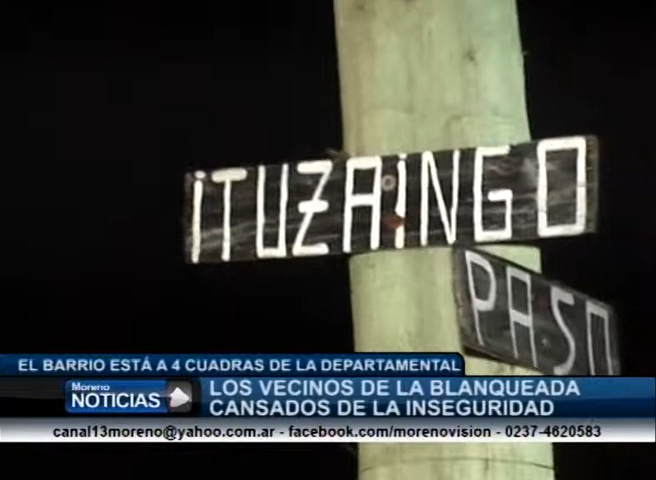 iTUZAiNGO
PASO
EL BARRIO ESTÁ A 4 CUADRAS DE LA DEPARTAMENTAL
Moreno
NOTICIAS
LOS VECINOS DE LA BLANQUEADA
CANSADOS DE LA INSEGURIDAD
canal13moreno@yahoo.com.ar - facebook.com/morenovision - 0237-4620583